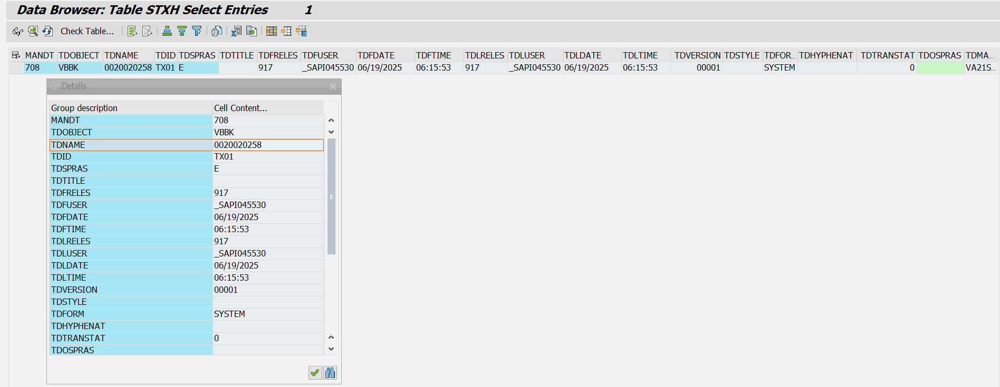 Data Browser: Table STXH Select Entries 1
Check Table...
MANDT TDOBJECT TDNAME TDID TDSPRAS TDTITLE TDFRELES TDFUSER TDFDATE TDFTIME TDLRELES TDLUSER TDLDATE TDLTIME TDVERSION TDSTYLE TDFOR... TDHYPHENAT TDTRANSTAT TDOSPRAS TDMA...
708 VBBK 0020020258 TX01 E 917 _SAPI045530 06/19/2025 06:15:53 917 _SAPI045530 06/19/2025 06:15:53 00001 SYSTEM 0 VA21S...
Details
Group description Cell Content...
MANDT 708
TDOBJECT VBBK
TDNAME 0020020258
TDID TX01
TDSPRAS E
TDTITLE
TDFRELES 917
TDFUSER _SAPI045530
TDFDATE 06/19/2025
TDFTIME 06:15:53
TDLRELES 917
TDLUSER _SAPI045530
TDLDATE 06/19/2025
TDLTIME 06:15:53
TDVERSION 00001
TDSTYLE
TDFORM SYSTEM
TDHYPHENAT
TDTRANSTAT 0
TDOSPRAS